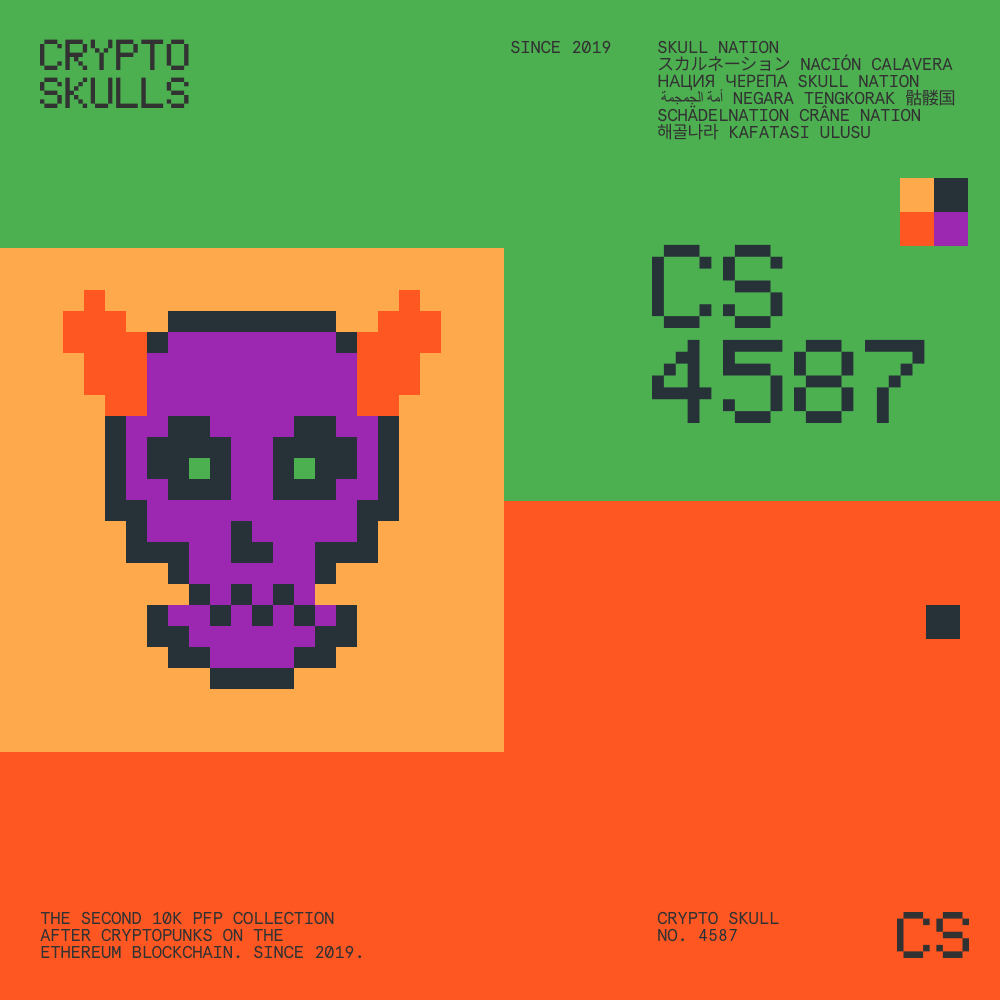 CRYPTO
SKULLS
SINCE 2019
SKULL NATION
スカルネーション NACIÓN CALAVERA
НАЦИЯ ЧЕРЕПА SKULL NATION
أمة الجمجمة NEGARA TENGKORAK 骷髅国
SCHÄDELNATION CRÂNE NATION
해골나라 KAFATASI ULUSU
CS
4587
THE SECOND 10K PFP COLLECTION
AFTER CRYPTOPUNKS ON THE
ETHEREUM BLOCKCHAIN. SINCE 2019.
CRYPTO SKULL
NO. 4587
CS